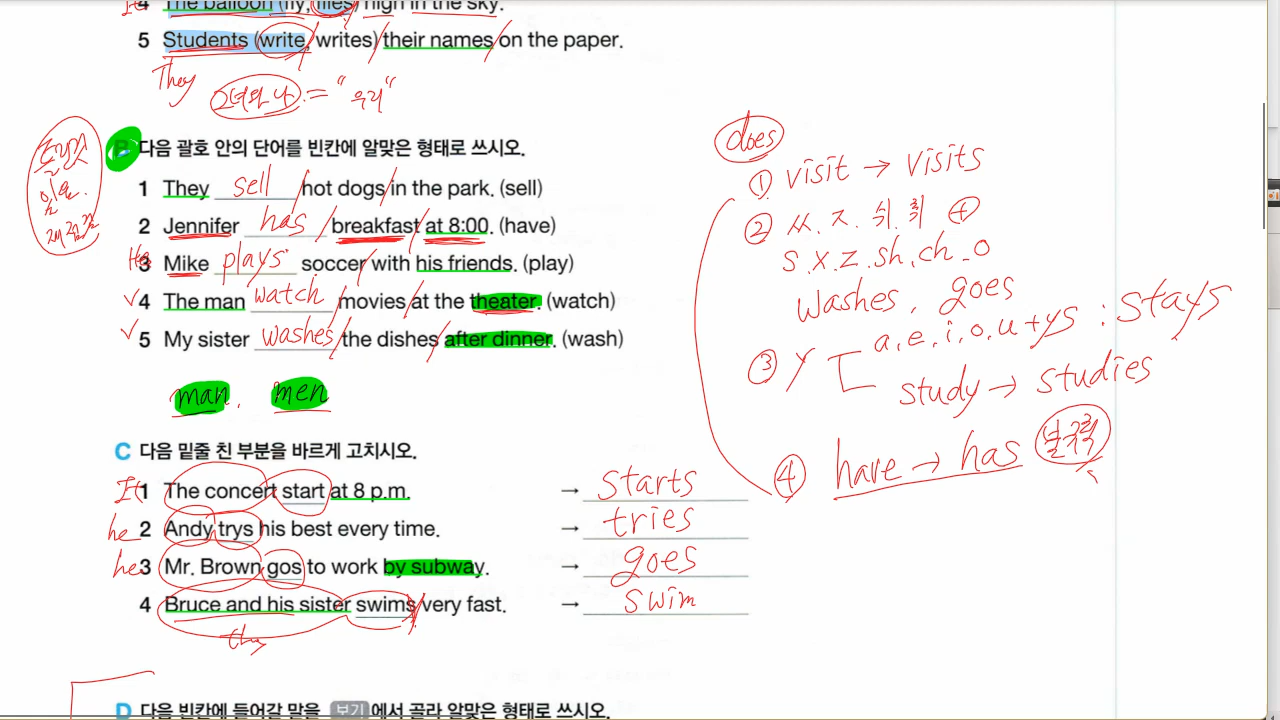 It 4 The balloon (fly, flies) high in the sky.
5 Students (write, writes) their names on the paper.
They
그녀와 나 = "우리"
B 다음 괄호 안의 단어를 빈칸에 알맞은 형태로 쓰시오.
1 They sell hot dogs in the park. (sell)
2 Jennifer has breakfast at 8:00. (have)
He 3 Mike plays soccer with his friends. (play)
✓ 4 The man watch movies at the theater. (watch)
✓ 5 My sister washes the dishes after dinner. (wash)
man, men
does
① visit → visits
② ㅆ, ㅈ, 쉬, 취 ⊕
s, x, z, sh, ch, o
washes, goes
③ y a, e, i, o, u + ys : stays
study → studies
④ have → has 불규칙
C 다음 밑줄 친 부분을 바르게 고치시오.
It 1 The concert start at 8 p.m. → starts
he 2 Andy trys his best every time. → tries
he 3 Mr. Brown gos to work by subway. → goes
4 Bruce and his sister swims very fast. → swim
they
D 다음 빈칸에 들어갈 말을 보기 에서 골라 알맞은 형태로 쓰시오.